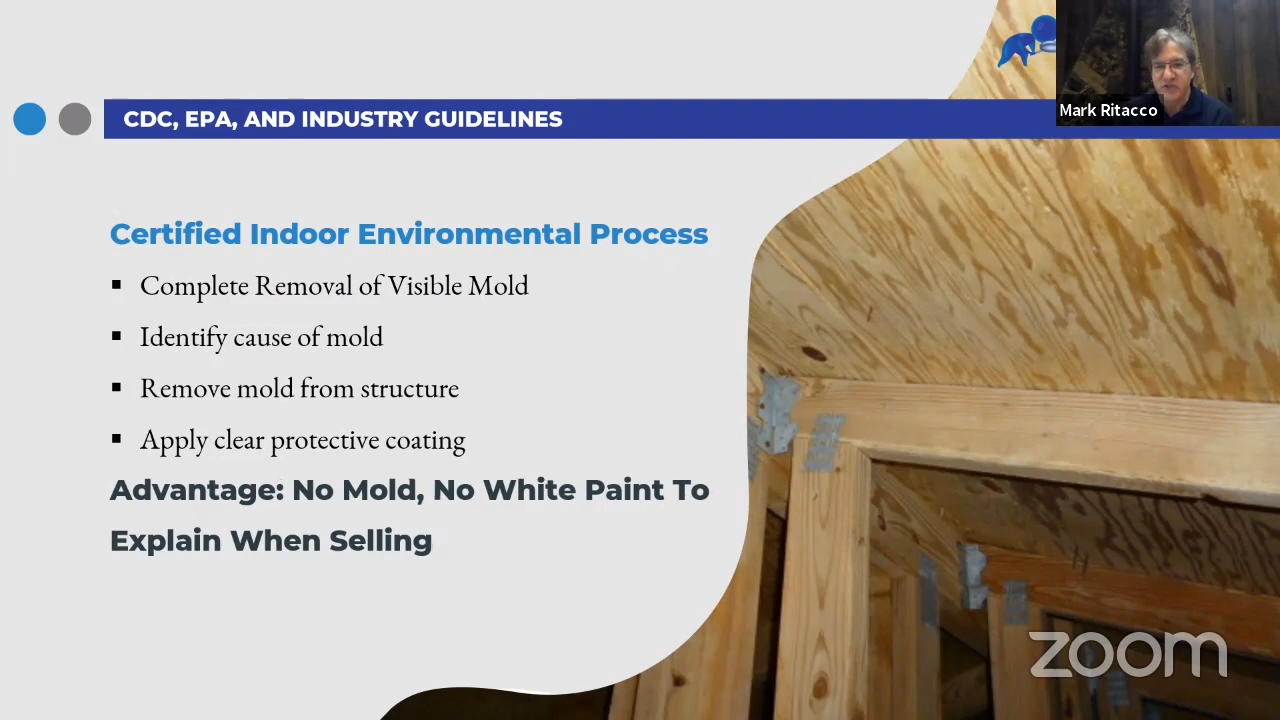 CDC, EPA, AND INDUSTRY GUIDELINES
Mark Ritacco
Certified Indoor Environmental Process
Complete Removal of Visible Mold
Identify cause of mold
Remove mold from structure
Apply clear protective coating
Advantage: No Mold, No White Paint To
Explain When Selling
zoom